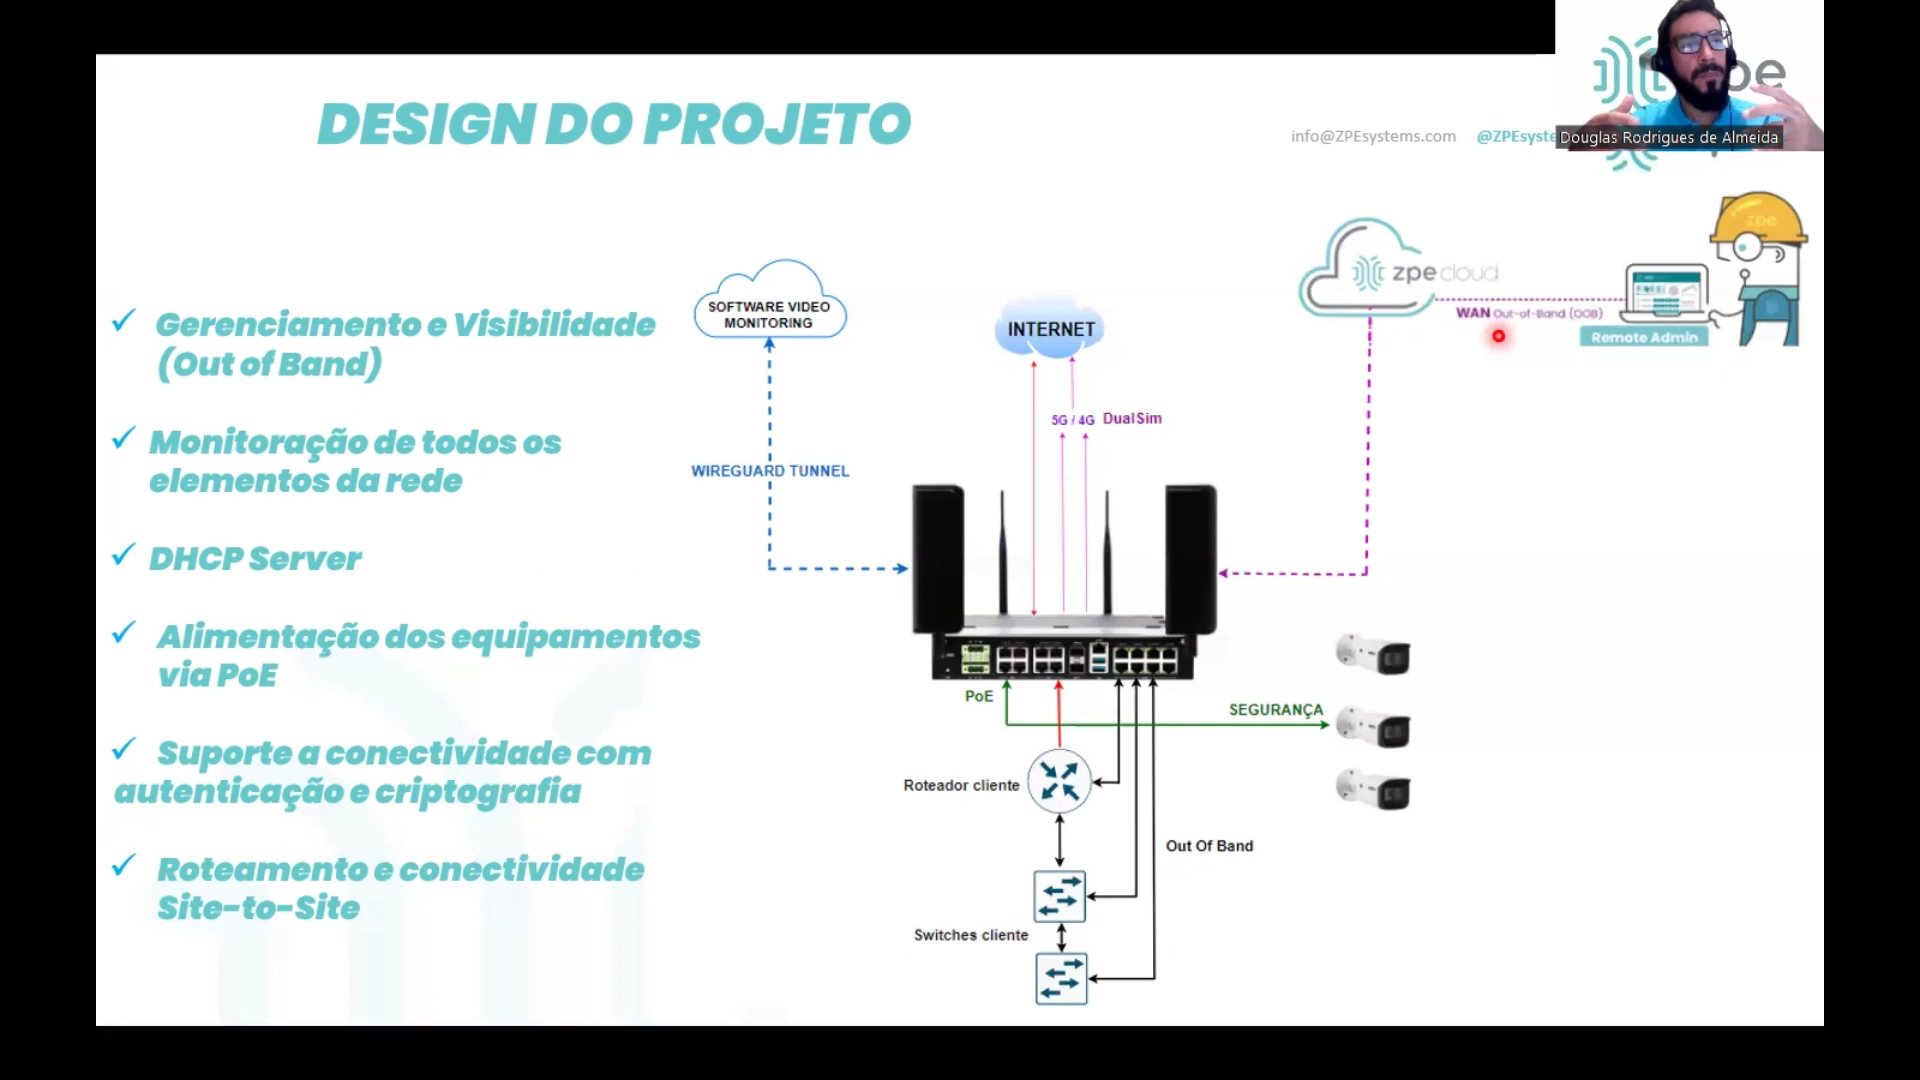 DESIGN DO PROJETO
info@ZPEsystems.com @ZPEsyste
pe
Douglas Rodrigues de Almeida
zpe
zpe cloud
WAN Out-of-Band (OOB)
Remote Admin
SOFTWARE VIDEO
MONITORING
INTERNET
5G / 4G DualSim
WIREGUARD TUNNEL
✓ Gerenciamento e Visibilidade
(Out of Band)
✓ Monitoração de todos os
elementos da rede
✓ DHCP Server
✓ Alimentação dos equipamentos
via PoE
✓ Suporte a conectividade com
autenticação e criptografia
✓ Roteamento e conectividade
Site-to-Site
PoE
SEGURANÇA
Roteador cliente
Out Of Band
Switches cliente